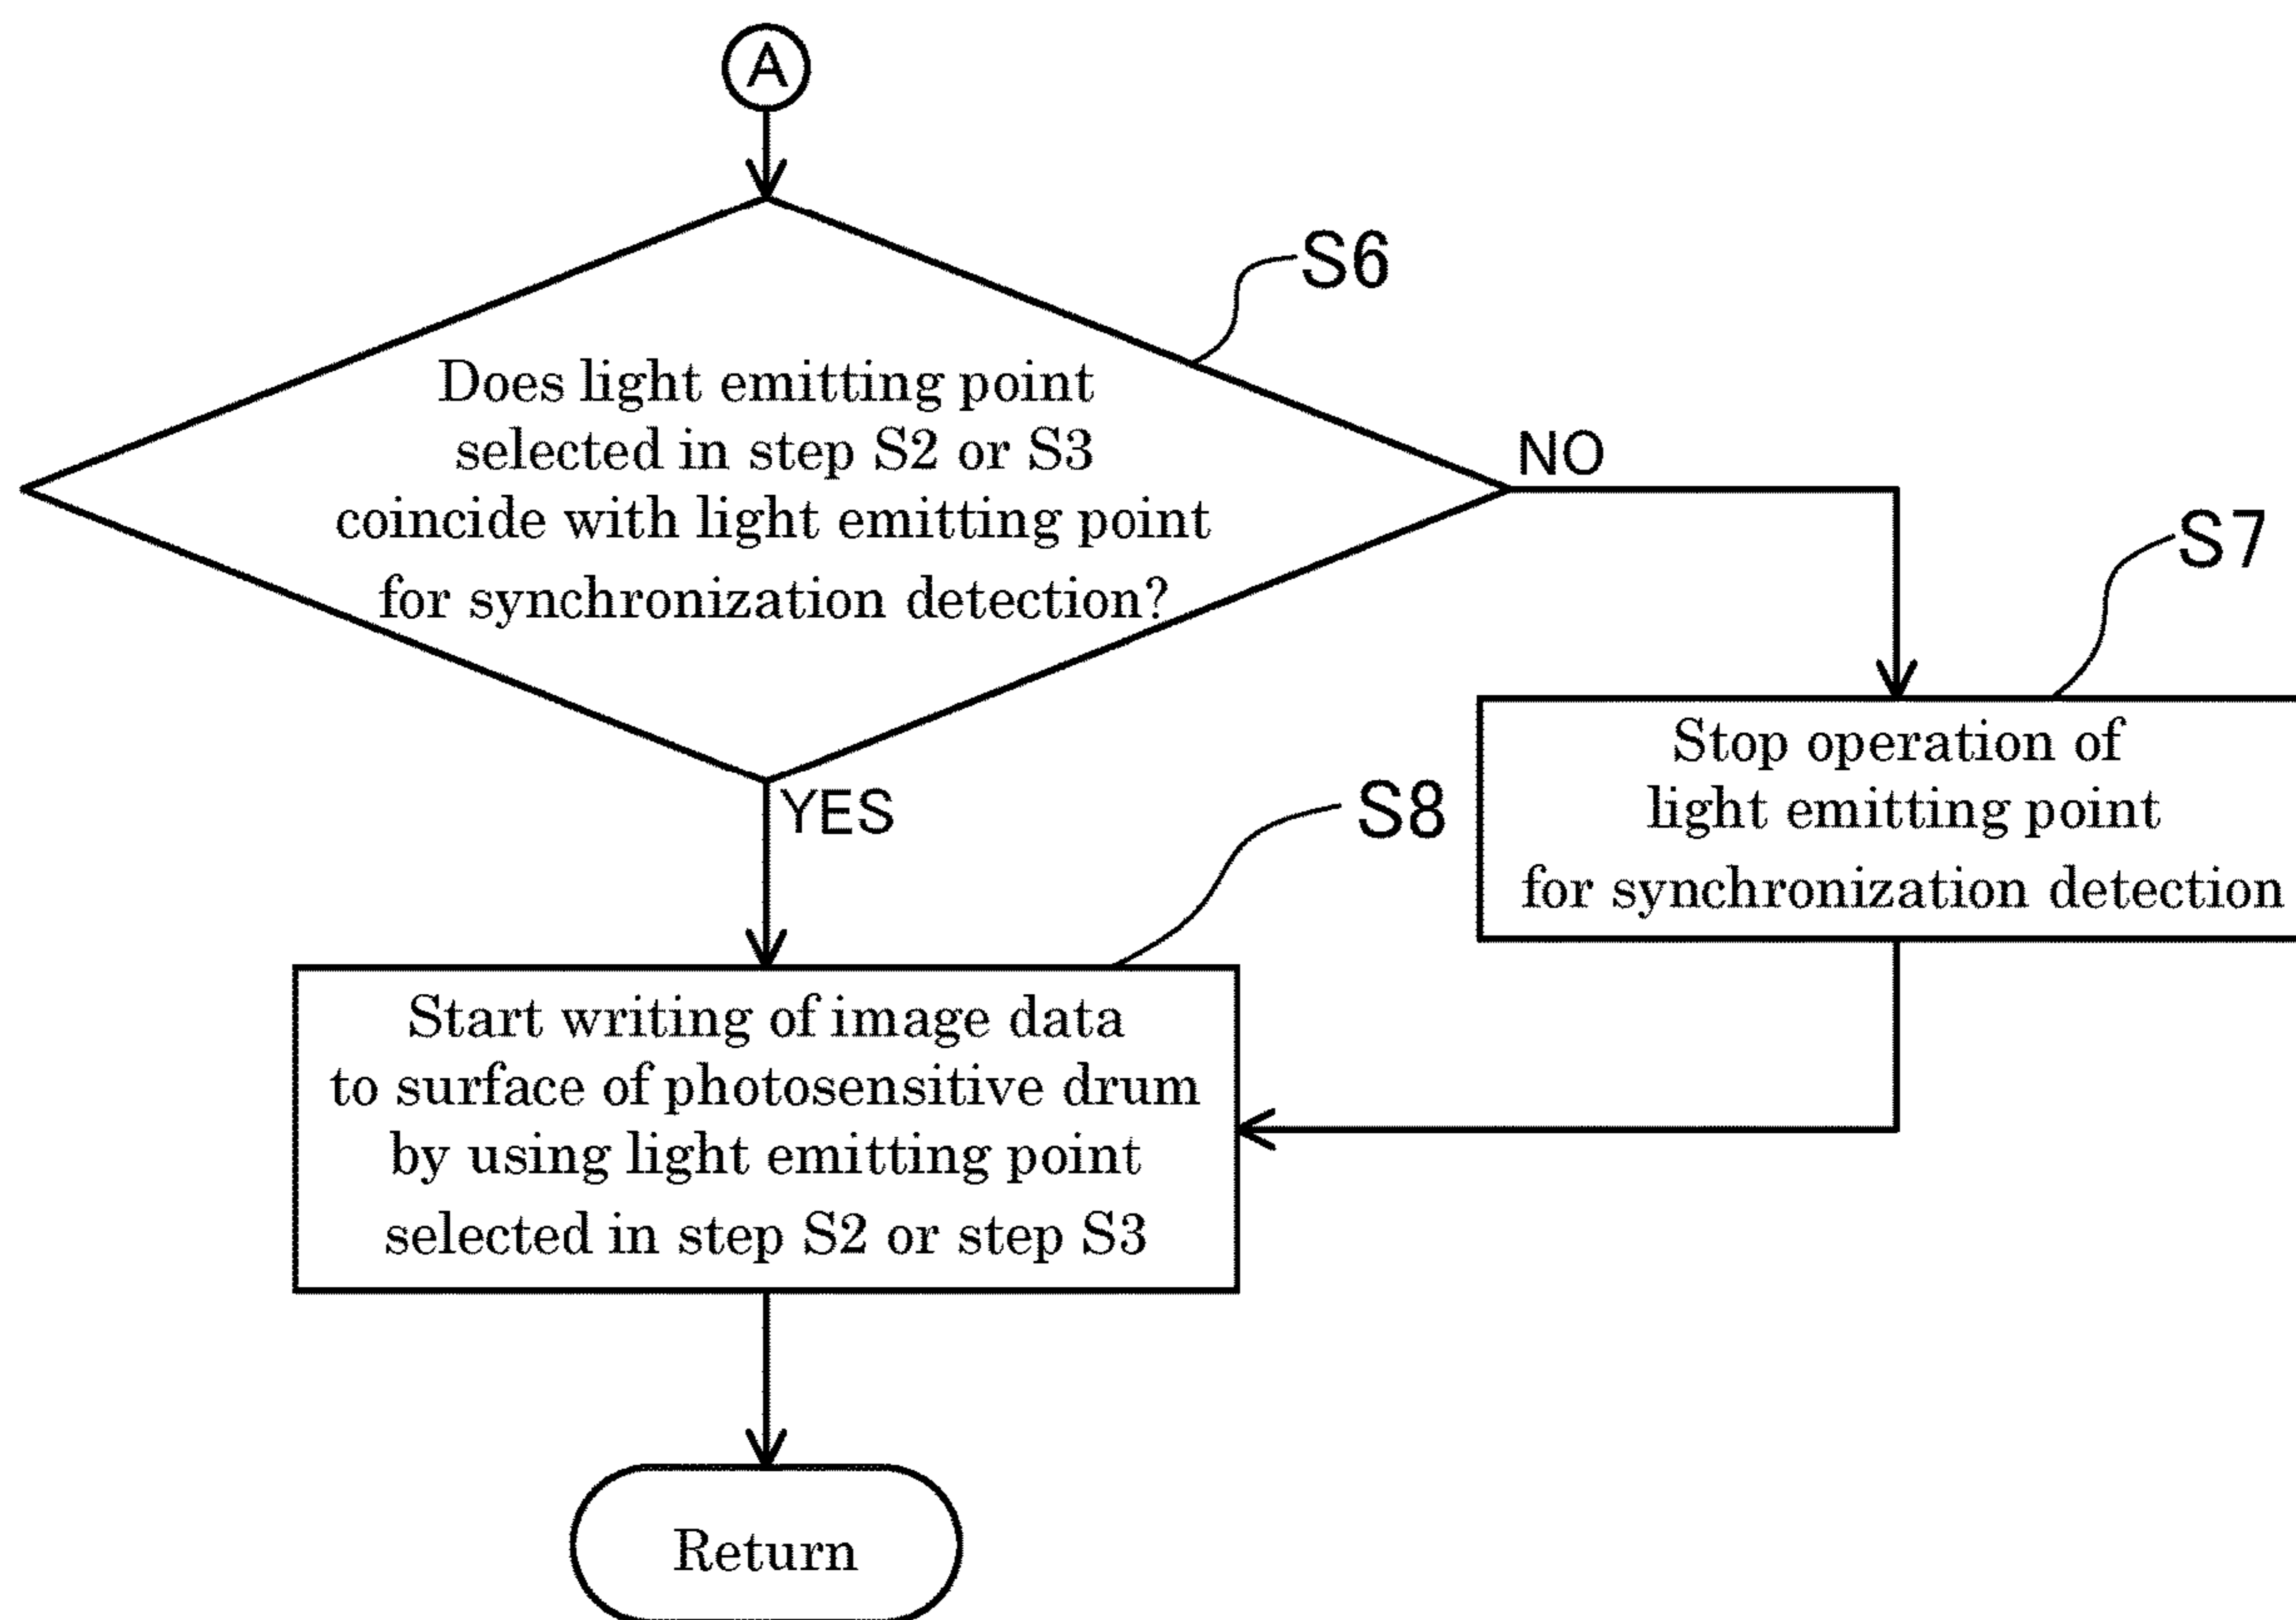 A
S6
Does light emitting point
selected in step S2 or S3
coincide with light emitting point
for synchronization detection?
NO
S7
Stop operation of
light emitting point
for synchronization detection
YES
S8
Start writing of image data
to surface of photosensitive drum
by using light emitting point
selected in step S2 or step S3
Return